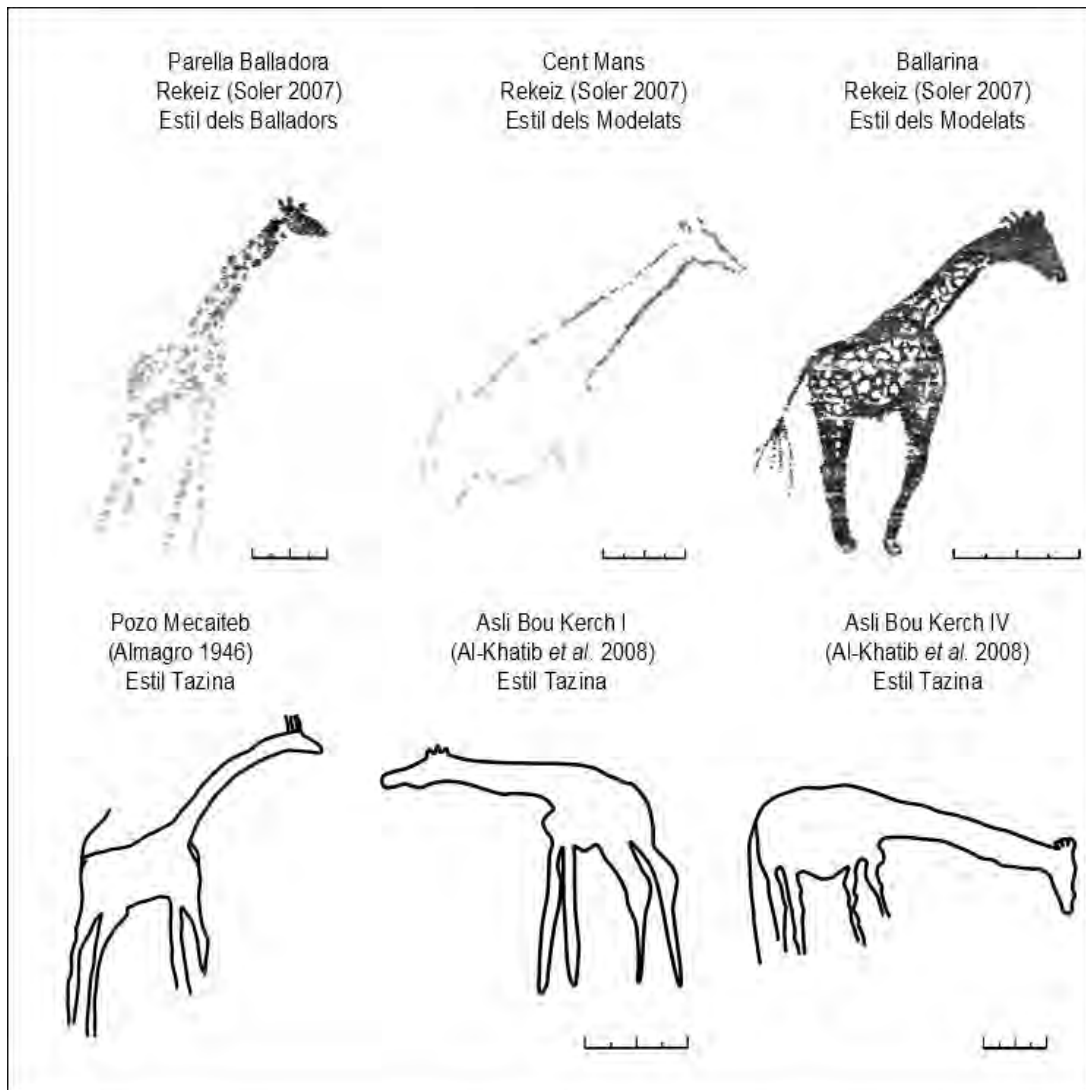 Parella Balladora
Rekeiz (Soler 2007)
Estil dels Balladors
Cent Mans
Rekeiz (Soler 2007)
Estil dels Modelats
Ballarina
Rekeiz (Soler 2007)
Estil dels Modelats
Pozo Mecaiteb
(Almagro 1946)
Estil Tazina
Asli Bou Kerch I
(Al-Khatib et al. 2008)
Estil Tazina
Asli Bou Kerch IV
(Al-Khatib et al. 2008)
Estil Tazina